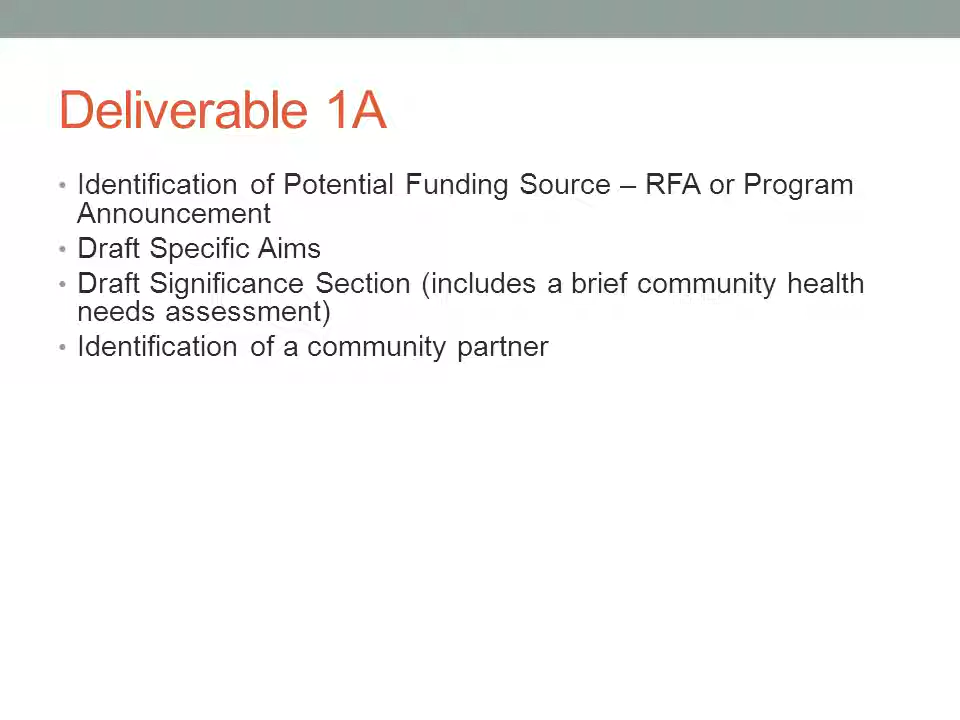 Deliverable 1A
• Identification of Potential Funding Source – RFA or Program
Announcement
• Draft Specific Aims
• Draft Significance Section (includes a brief community health
needs assessment)
• Identification of a community partner